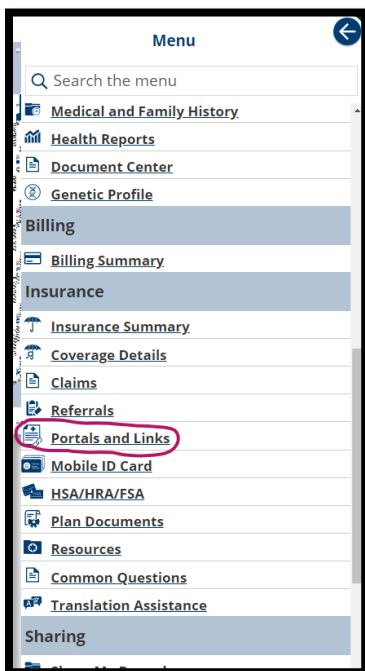 Menu
Search the menu
Medical and Family History
Health Reports
Document Center
Genetic Profile
Billing
Billing Summary
Insurance
Insurance Summary
Coverage Details
Claims
Referrals
Portals and Links
Mobile ID Card
HSA/HRA/FSA
Plan Documents
Resources
Common Questions
Translation Assistance
Sharing